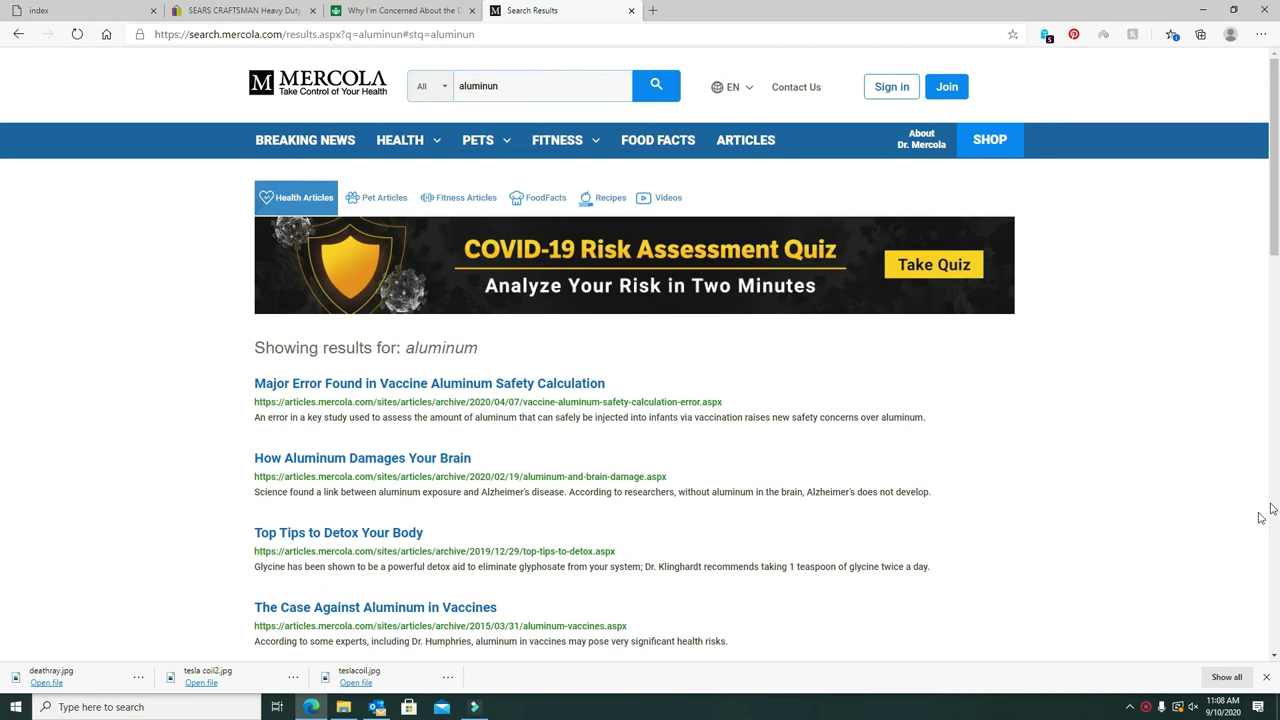 index
SEARS CRAFTSMAN Heavy Duty
Why I'm Concerned About the D
Search Results
https://search.mercola.com/results.aspx?q=aluminun#stq=aluminun
M MERCOLA
Take Control of Your Health
All
aluminun
EN
Contact Us
Sign in
Join
BREAKING NEWS
HEALTH
PETS
FITNESS
FOOD FACTS
ARTICLES
About
Dr. Mercola
SHOP
Health Articles
Pet Articles
Fitness Articles
FoodFacts
Recipes
Videos
COVID-19 Risk Assessment Quiz
Analyze Your Risk in Two Minutes
Take Quiz
Showing results for: aluminum
Major Error Found in Vaccine Aluminum Safety Calculation
https://articles.mercola.com/sites/articles/archive/2020/04/07/vaccine-aluminum-safety-calculation-error.aspx
An error in a key study used to assess the amount of aluminum that can safely be injected into infants via vaccination raises new safety concerns over aluminum.
How Aluminum Damages Your Brain
https://articles.mercola.com/sites/articles/archive/2020/02/19/aluminum-and-brain-damage.aspx
Science found a link between aluminum exposure and Alzheimer's disease. According to researchers, without aluminum in the brain, Alzheimer's does not develop.
Top Tips to Detox Your Body
https://articles.mercola.com/sites/articles/archive/2019/12/29/top-tips-to-detox.aspx
Glycine has been shown to be a powerful detox aid to eliminate glyphosate from your system; Dr. Klinghardt recommends taking 1 teaspoon of glycine twice a day.
The Case Against Aluminum in Vaccines
https://articles.mercola.com/sites/articles/archive/2015/03/31/aluminum-vaccines.aspx
According to some experts, including Dr. Humphries, aluminum in vaccines may pose very significant health risks.
deathray.jpg
Open file
tesla coil2.jpg
Open file
teslacoil.jpg
Open file
Show all
Type here to search
11:08 AM
9/10/2020